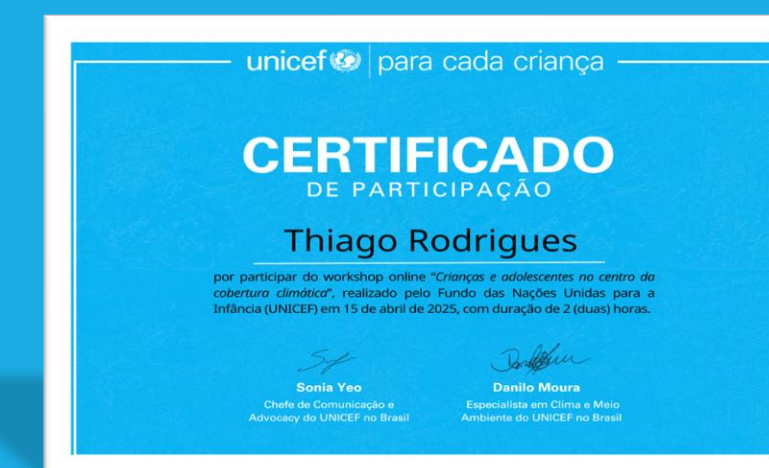 unicef para cada criança
CERTIFICADO
DE PARTICIPAÇÃO
Thiago Rodrigues
por participar do workshop online "Crianças e adolescentes no centro da
cobertura climática", realizado pelo Fundo das Nações Unidas para a
Infância (UNICEF) em 15 de abril de 2025, com duração de 2 (duas) horas.
Sonia Yeo
Chefe de Comunicação e
Advocacy do UNICEF no Brasil
Danilo Moura
Especialista em Clima e Meio
Ambiente do UNICEF no Brasil